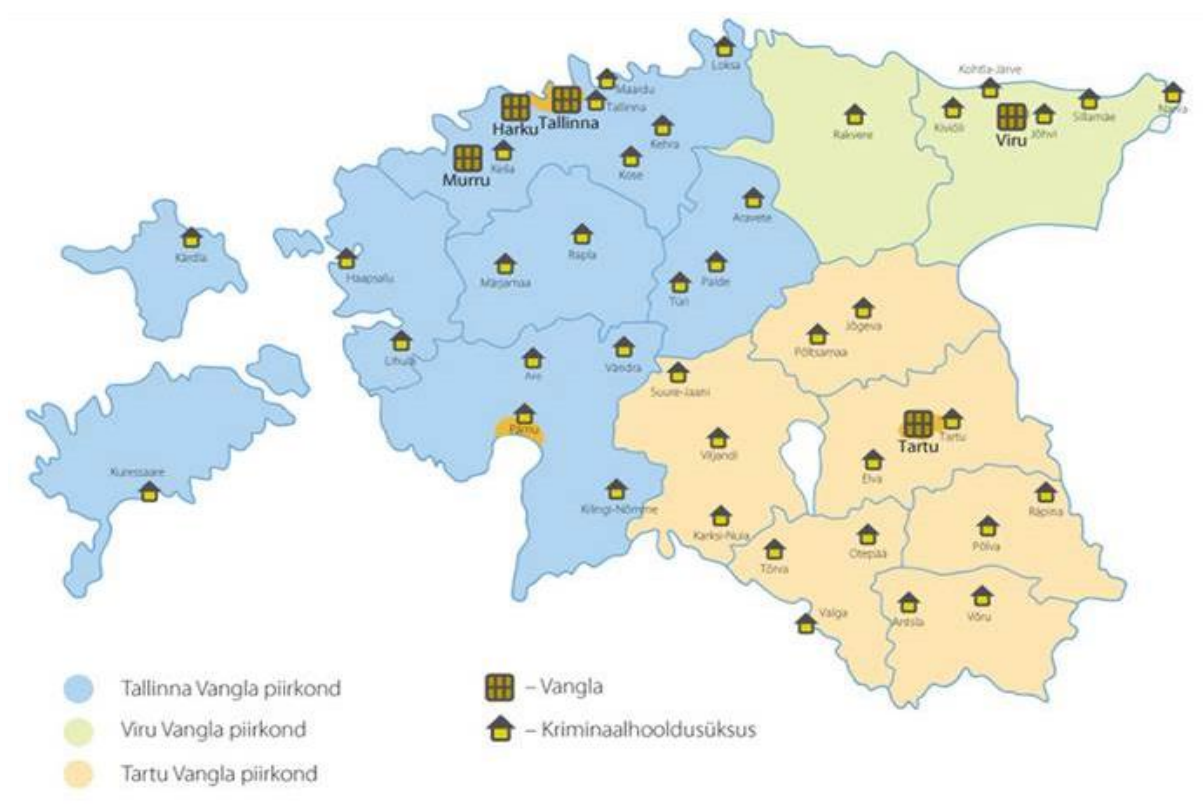 Loksa
Kohtla-Järve
Maardu
Tallinna
Harku
Tallinna
Rakvere
Kiviõli
Viru
Jõhvi
Sillamäe
Narva
Kehra
Keila
Murru
Kose
Aravete
Kärdla
Haapsalu
Märjamaa
Rapla
Türi
Paide
Jõgeva
Põltsamaa
Lihula
Are
Vändra
Suure-Jaani
Pärnu
Viljandi
Tartu
Tartu
Elva
Kuressaare
Kilingi-Nõmme
Räpina
Karksi-Nuia
Otepää
Põlva
Tõrva
Valga
Antsla
Võru
Tallinna Vangla piirkond
Viru Vangla piirkond
Tartu Vangla piirkond
– Vangla
– Kriminaalhooldusüksus